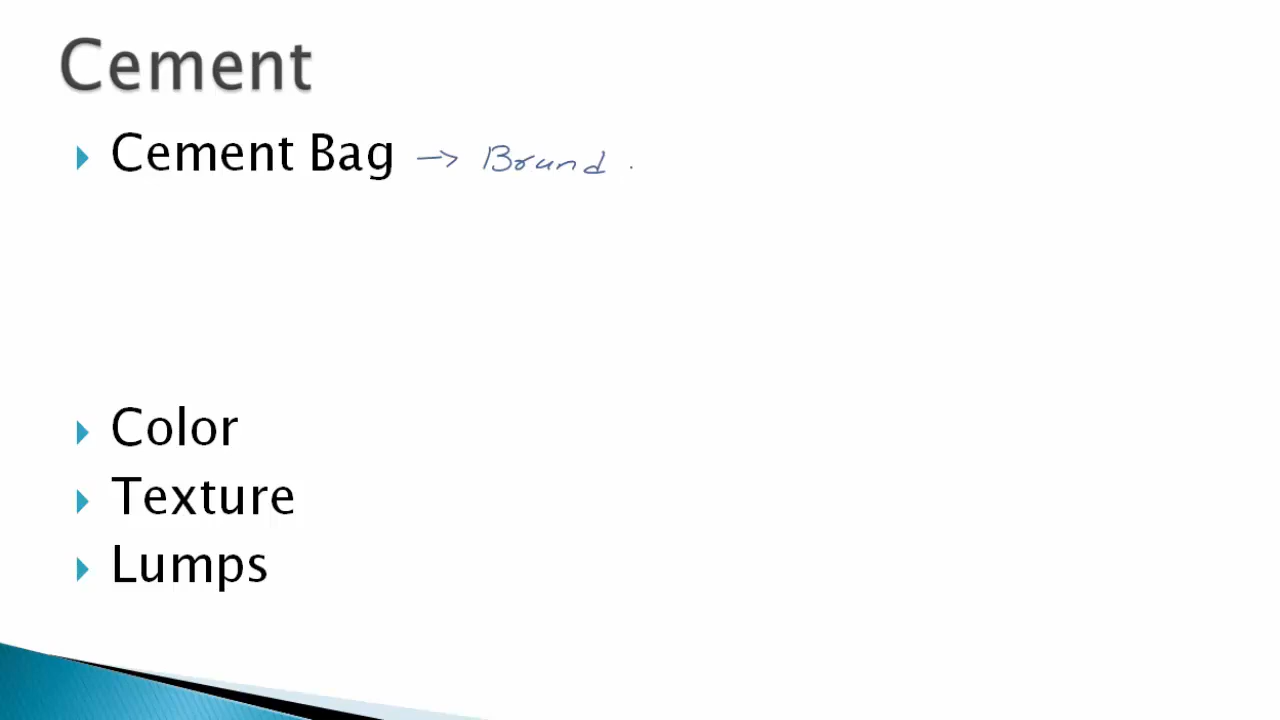 Cement
Cement Bag → Brand .
Color
Texture
Lumps